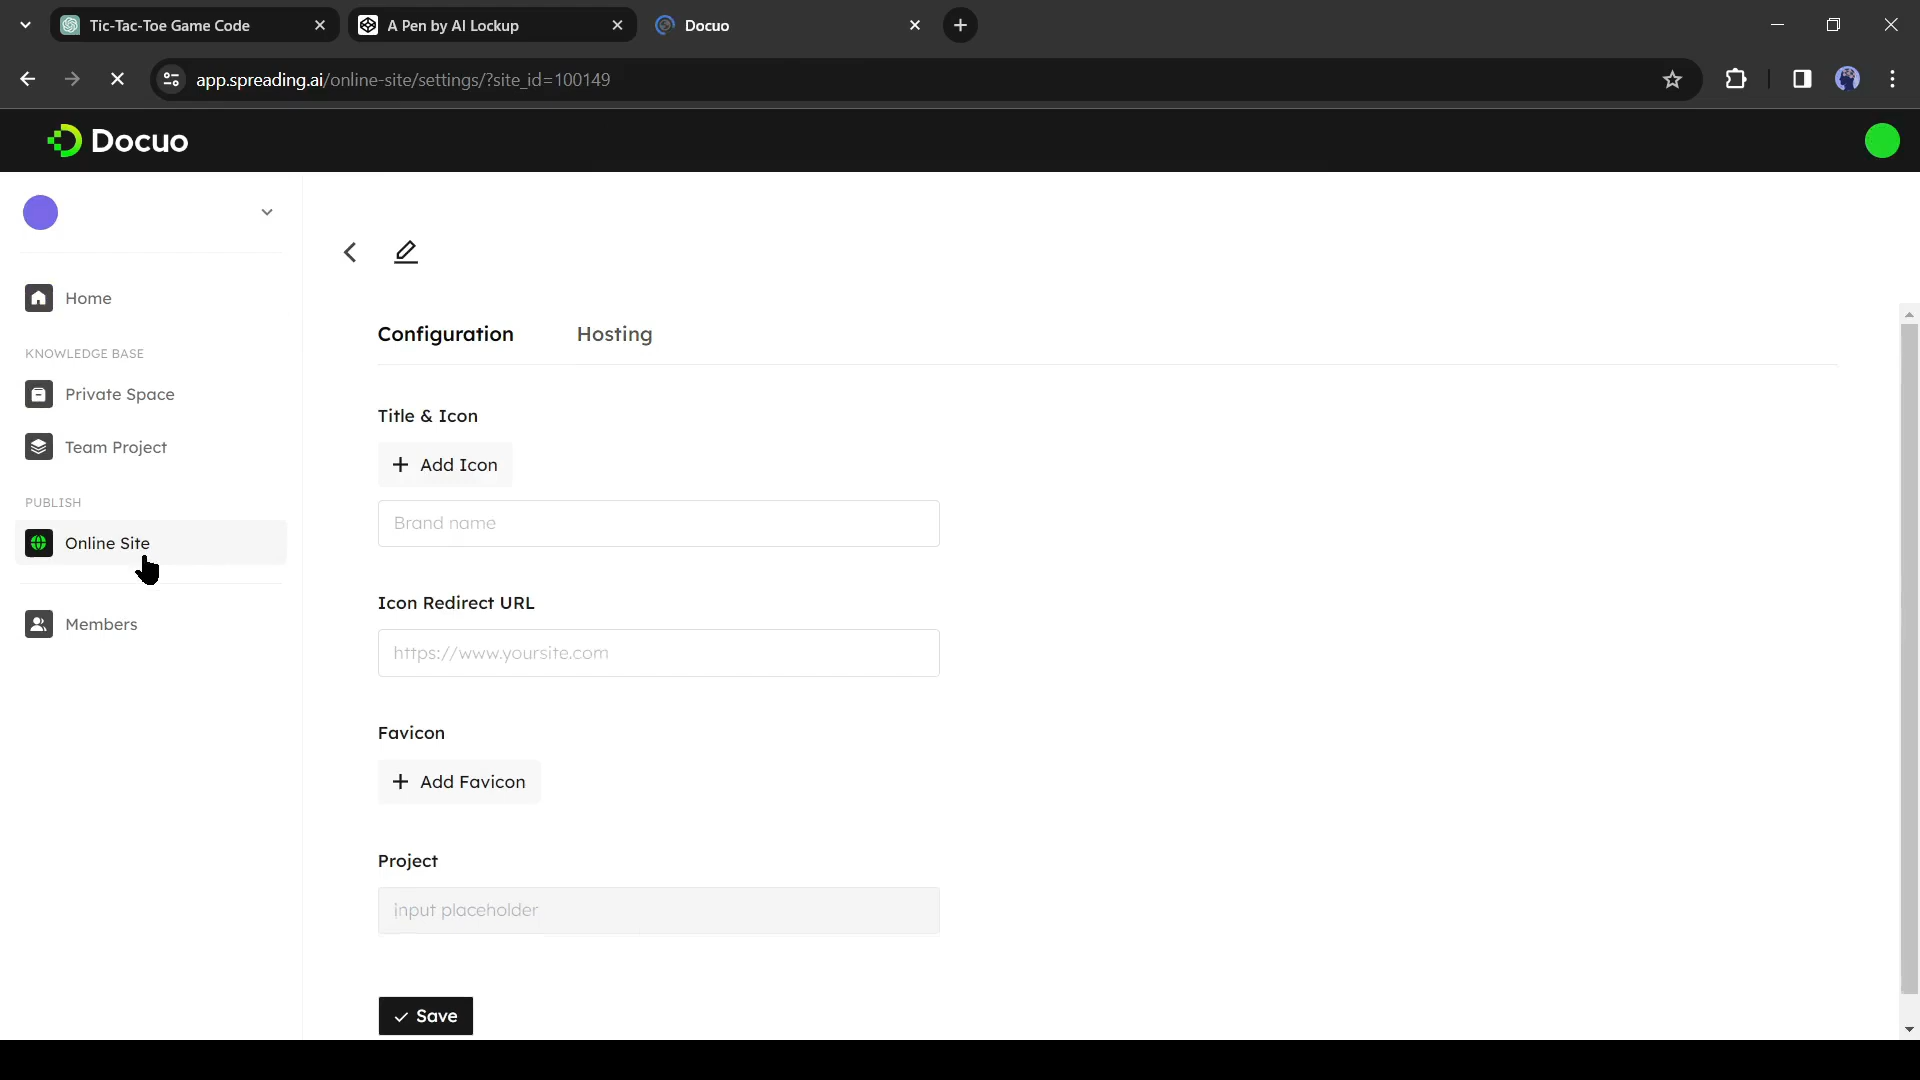 Tic-Tac-Toe Game Code
A Pen by AI Lockup
Docuo
app.spreading.ai/online-site/settings/?site_id=100149
Docuo
Home
KNOWLEDGE BASE
Private Space
Team Project
PUBLISH
Online Site
Members
Configuration Hosting
Title & Icon
Add Icon
Brand name
Icon Redirect URL
https://www.yoursite.com
Favicon
Add Favicon
Project
input placeholder
Save